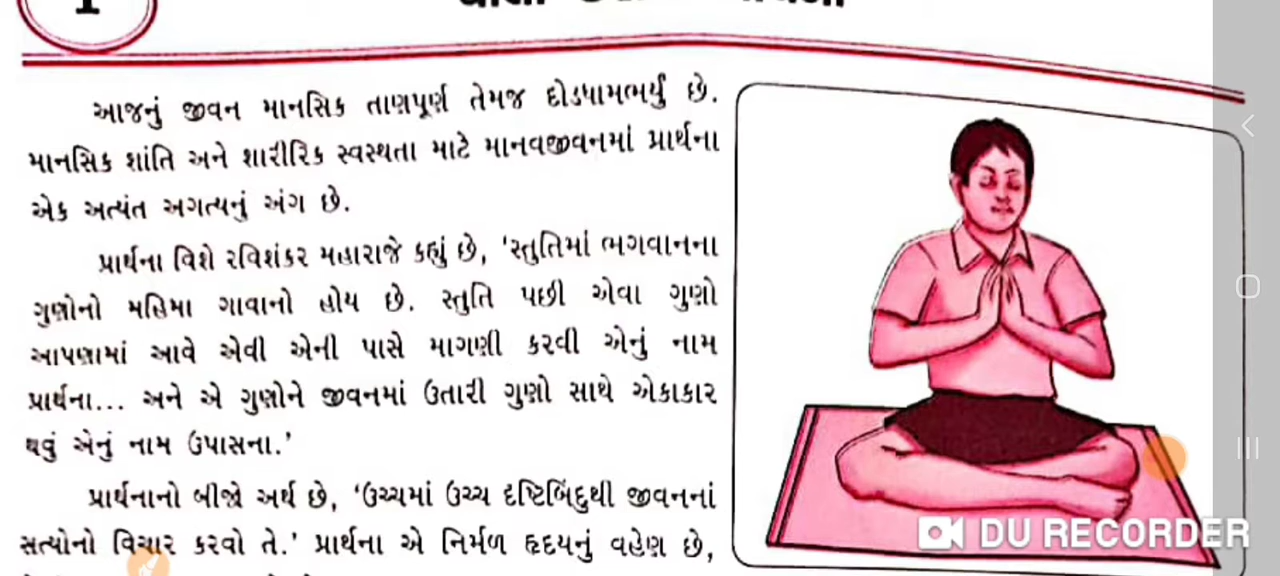 1
આજનું જીવન માનસિક તાણપૂર્ણ તેમજ દોડધામભર્યું છે.
માનસિક શાંતિ અને શારીરિક સ્વસ્થતા માટે માનવજીવનમાં પ્રાર્થના
એક અત્યંત અગત્યનું અંગ છે.
પ્રાર્થના વિશે રવિશંકર મહારાજે કહ્યું છે, 'સ્તુતિમાં ભગવાનના
ગુણોનો મહિમા ગાવાનો હોય છે. સ્તુતિ પછી એવા ગુણો
આપણામાં આવે એવી એની પાસે માગણી કરવી એનું નામ
પ્રાર્થના... અને એ ગુણોને જીવનમાં ઉતારી ગુણો સાથે એકાકાર
થવું એનું નામ ઉપાસના.'
પ્રાર્થનાનો બીજો અર્થ છે, 'ઉચ્ચમાં ઉચ્ચ દૃષ્ટિબિંદુથી જીવનનાં
સત્યોનો વિચાર કરવો તે.' પ્રાર્થના એ નિર્મળ હૃદયનું વહેણ છે,
DU RECORDER